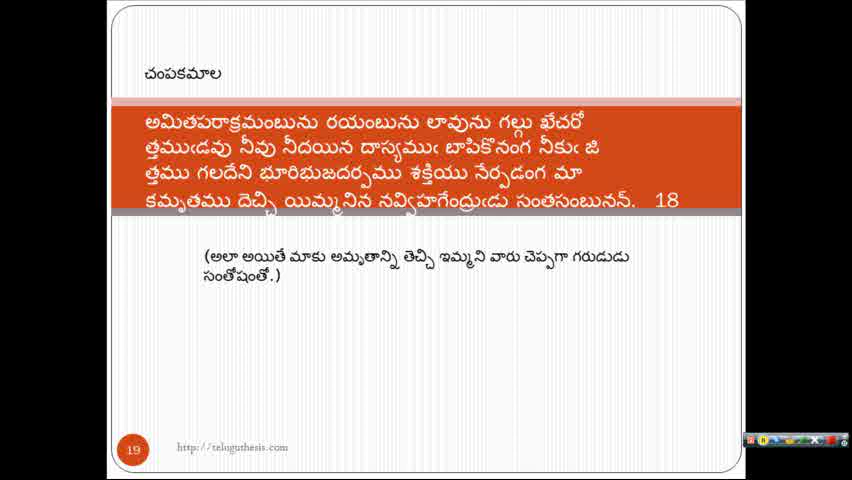 చంపకమాల
అమితపరాక్రమంబును రయంబును లావును గల్గు ఖేచరో
త్తముఁడవు నీవు నీదయిన దాస్యముఁ బాపికొనంగ నీకుఁ జి
త్తము గలదేని భూరిభుజదర్పము శక్తియు నేర్పడంగ మా
కమృతము దెచ్చి యిమ్మనిన నవ్విహగేంద్రుఁడు సంతసంబునన్. 18
(అలా అయితే మాకు అమృతాన్ని తెచ్చి ఇమ్మని వారు చెప్పగా గరుడుడు
సంతోషంతో.)
19 http://teluguthesis.com